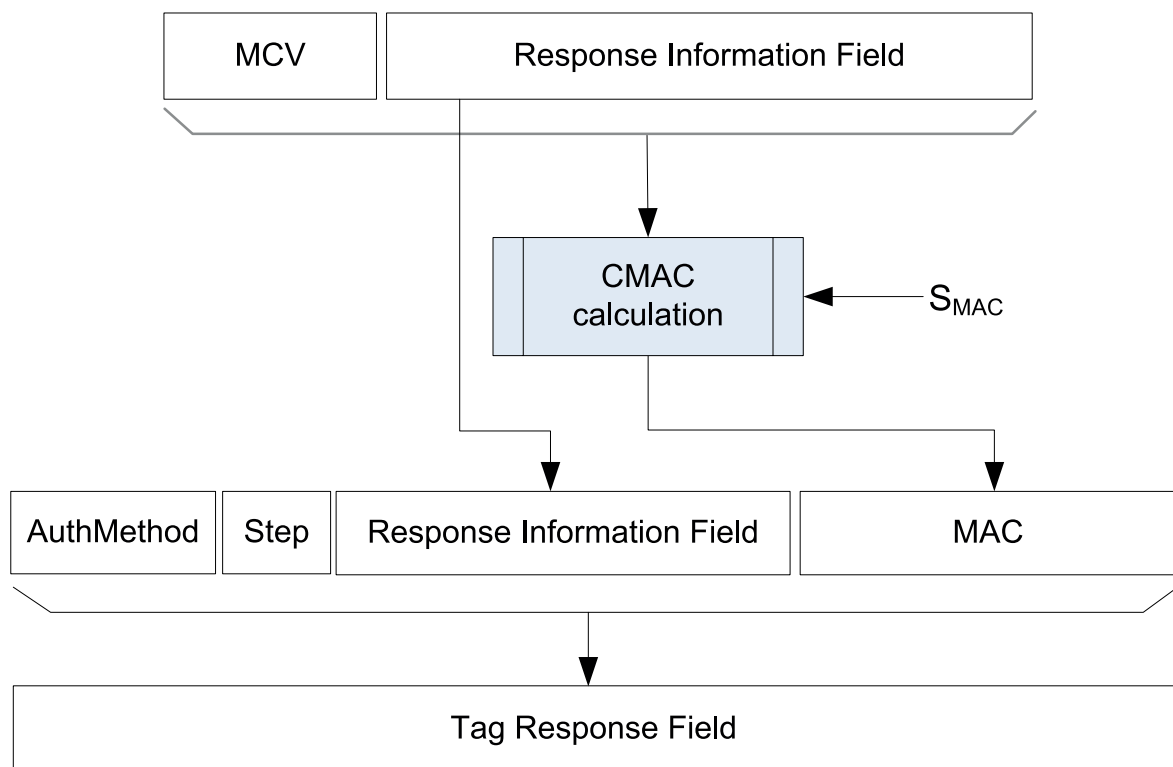 MCV
Response Information Field
CMAC
calculation
SMAC
AuthMethod
Step
Response Information Field
MAC
Tag Response Field